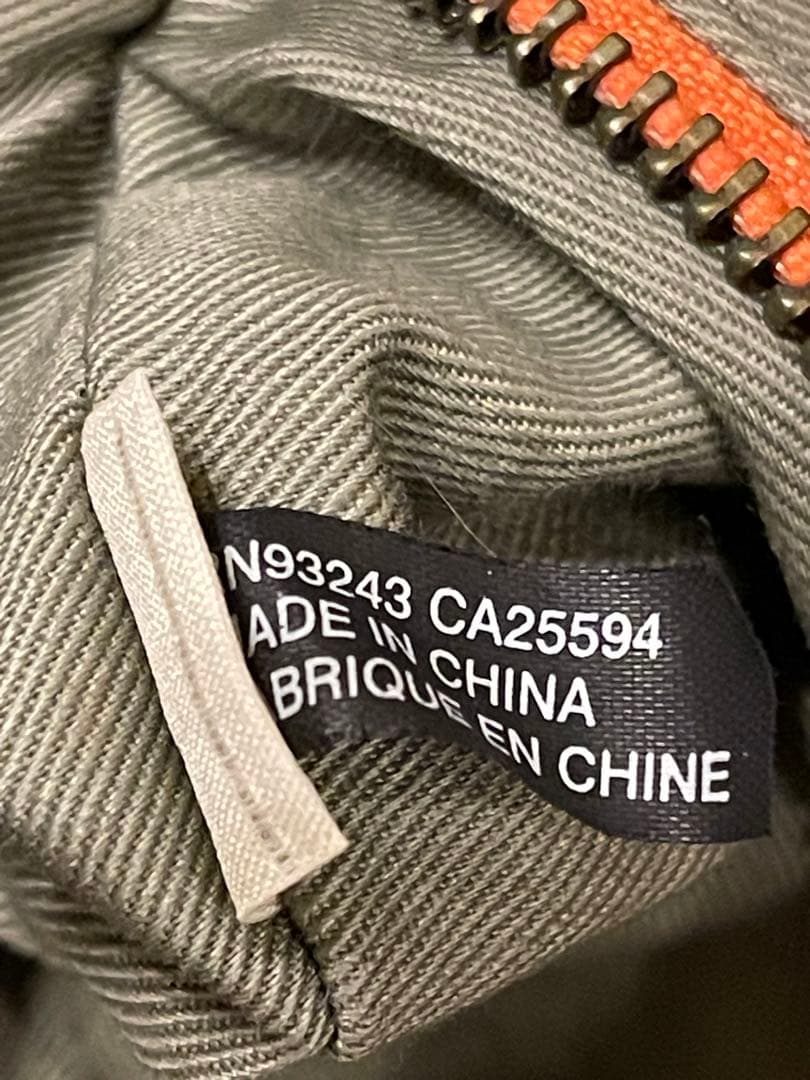 N93243 CA25594
ADE IN CHINA
BRIQUE EN CHINE